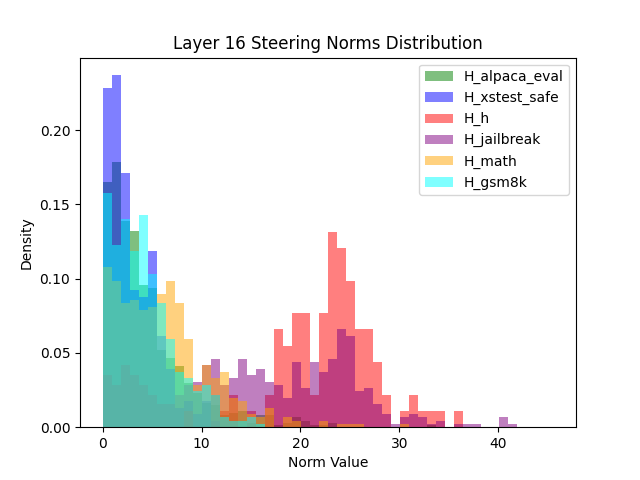 Layer 16 Steering Norms Distribution
H_alpaca_eval
H_xstest_safe
H_h
H_jailbreak
H_math
H_gsm8k
Density
0.20
0.15
0.10
0.05
0.00
0
10
20
30
40
Norm Value